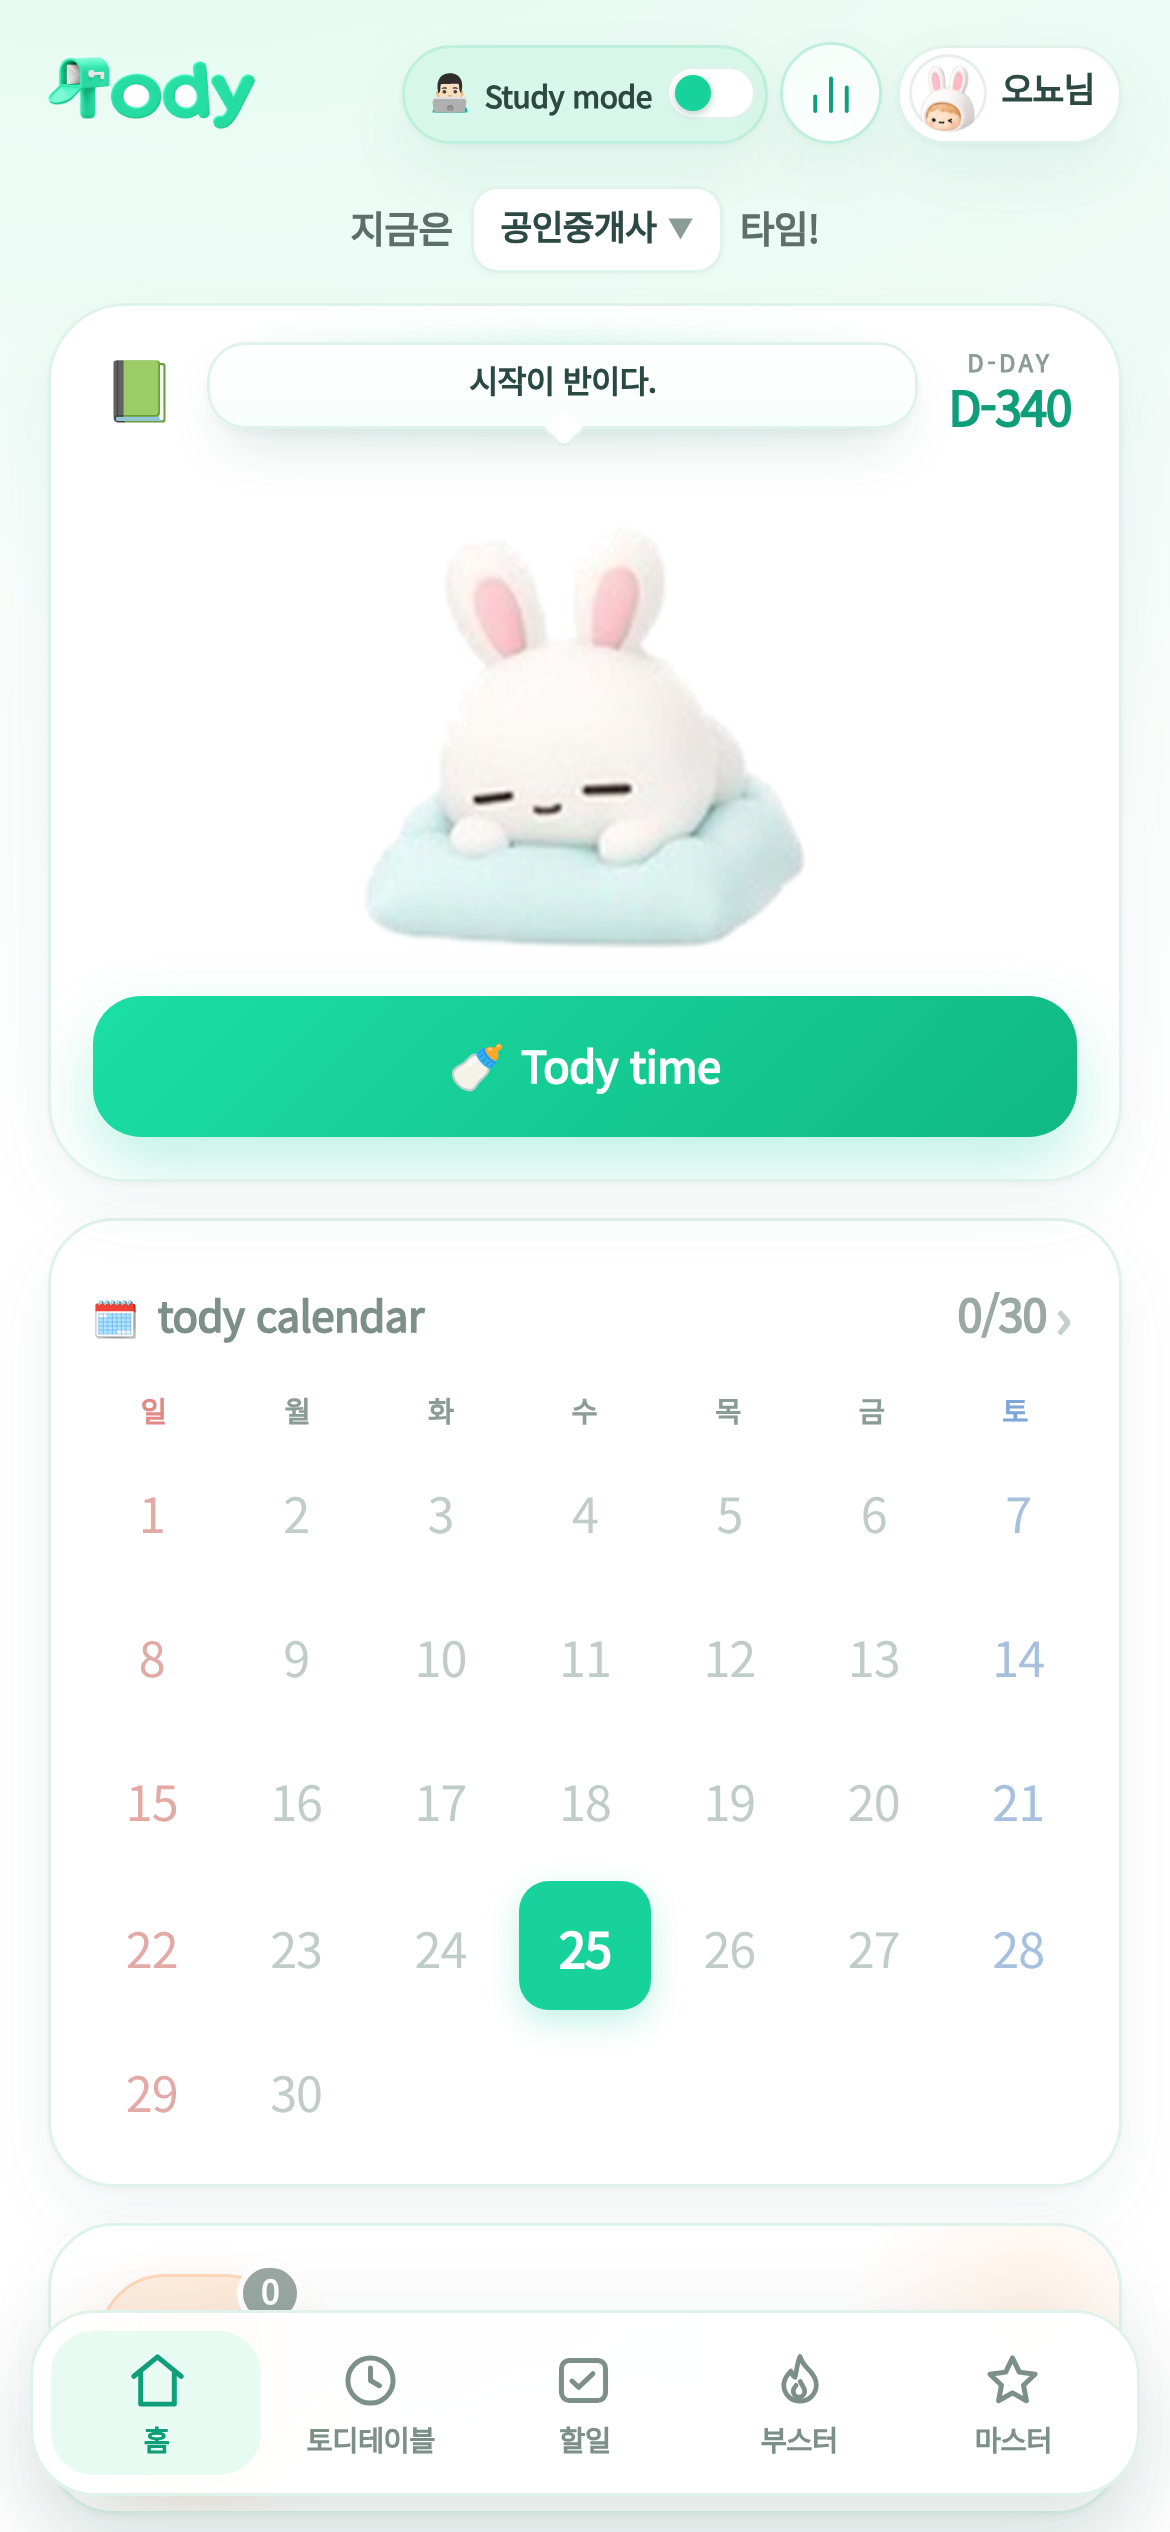 Tody
Study mode
오뇨님
지금은 공인중개사 ▼ 타임!
시작이 반이다.
D-DAY
D-340
Tody time
tody calendar 0/30 >
일 월 화 수 목 금 토
1 2 3 4 5 6 7
8 9 10 11 12 13 14
15 16 17 18 19 20 21
22 23 24 25 26 27 28
29 30
0
홈 토디테이블 할일 부스터 마스터